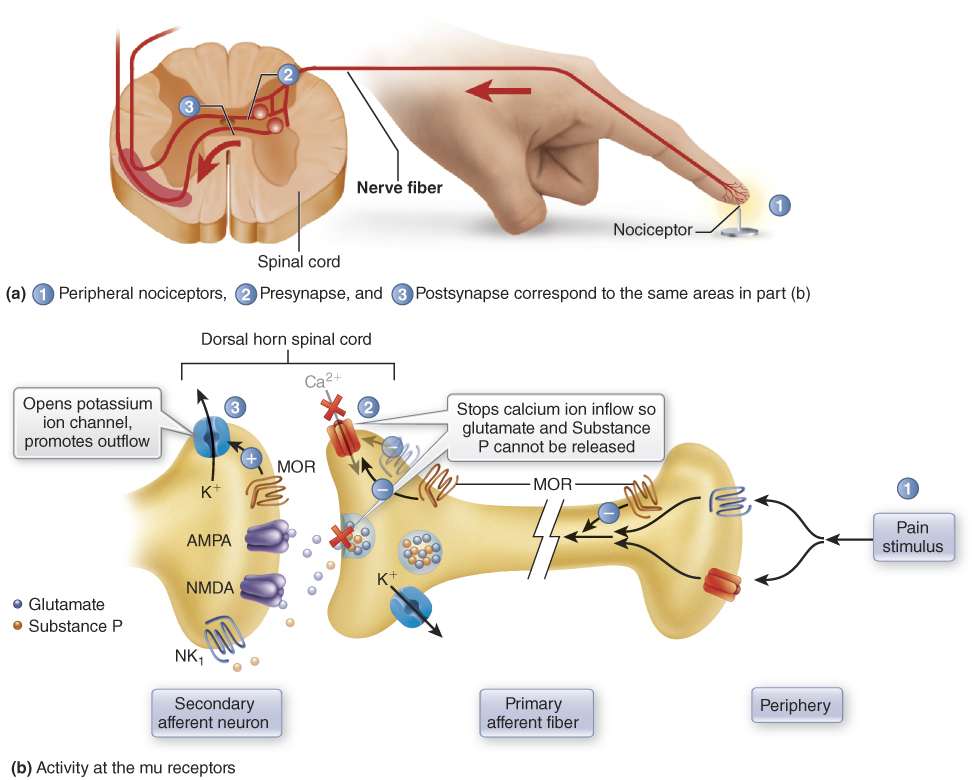 2
3
Nerve fiber
1
Nociceptor
Spinal cord
(a) 1 Peripheral nociceptors, 2 Presynapse, and 3 Postsynapse correspond to the same areas in part (b)
Dorsal horn spinal cord
Ca2+
Opens potassium
ion channel,
promotes outflow
3
2
Stops calcium ion inflow so
glutamate and Substance
P cannot be released
+
−
−
K+
MOR
MOR
−
1
Pain
stimulus
AMPA
NMDA
K+
Glutamate
Substance P
NK1
Secondary
afferent neuron
Primary
afferent fiber
Periphery
(b) Activity at the mu receptors